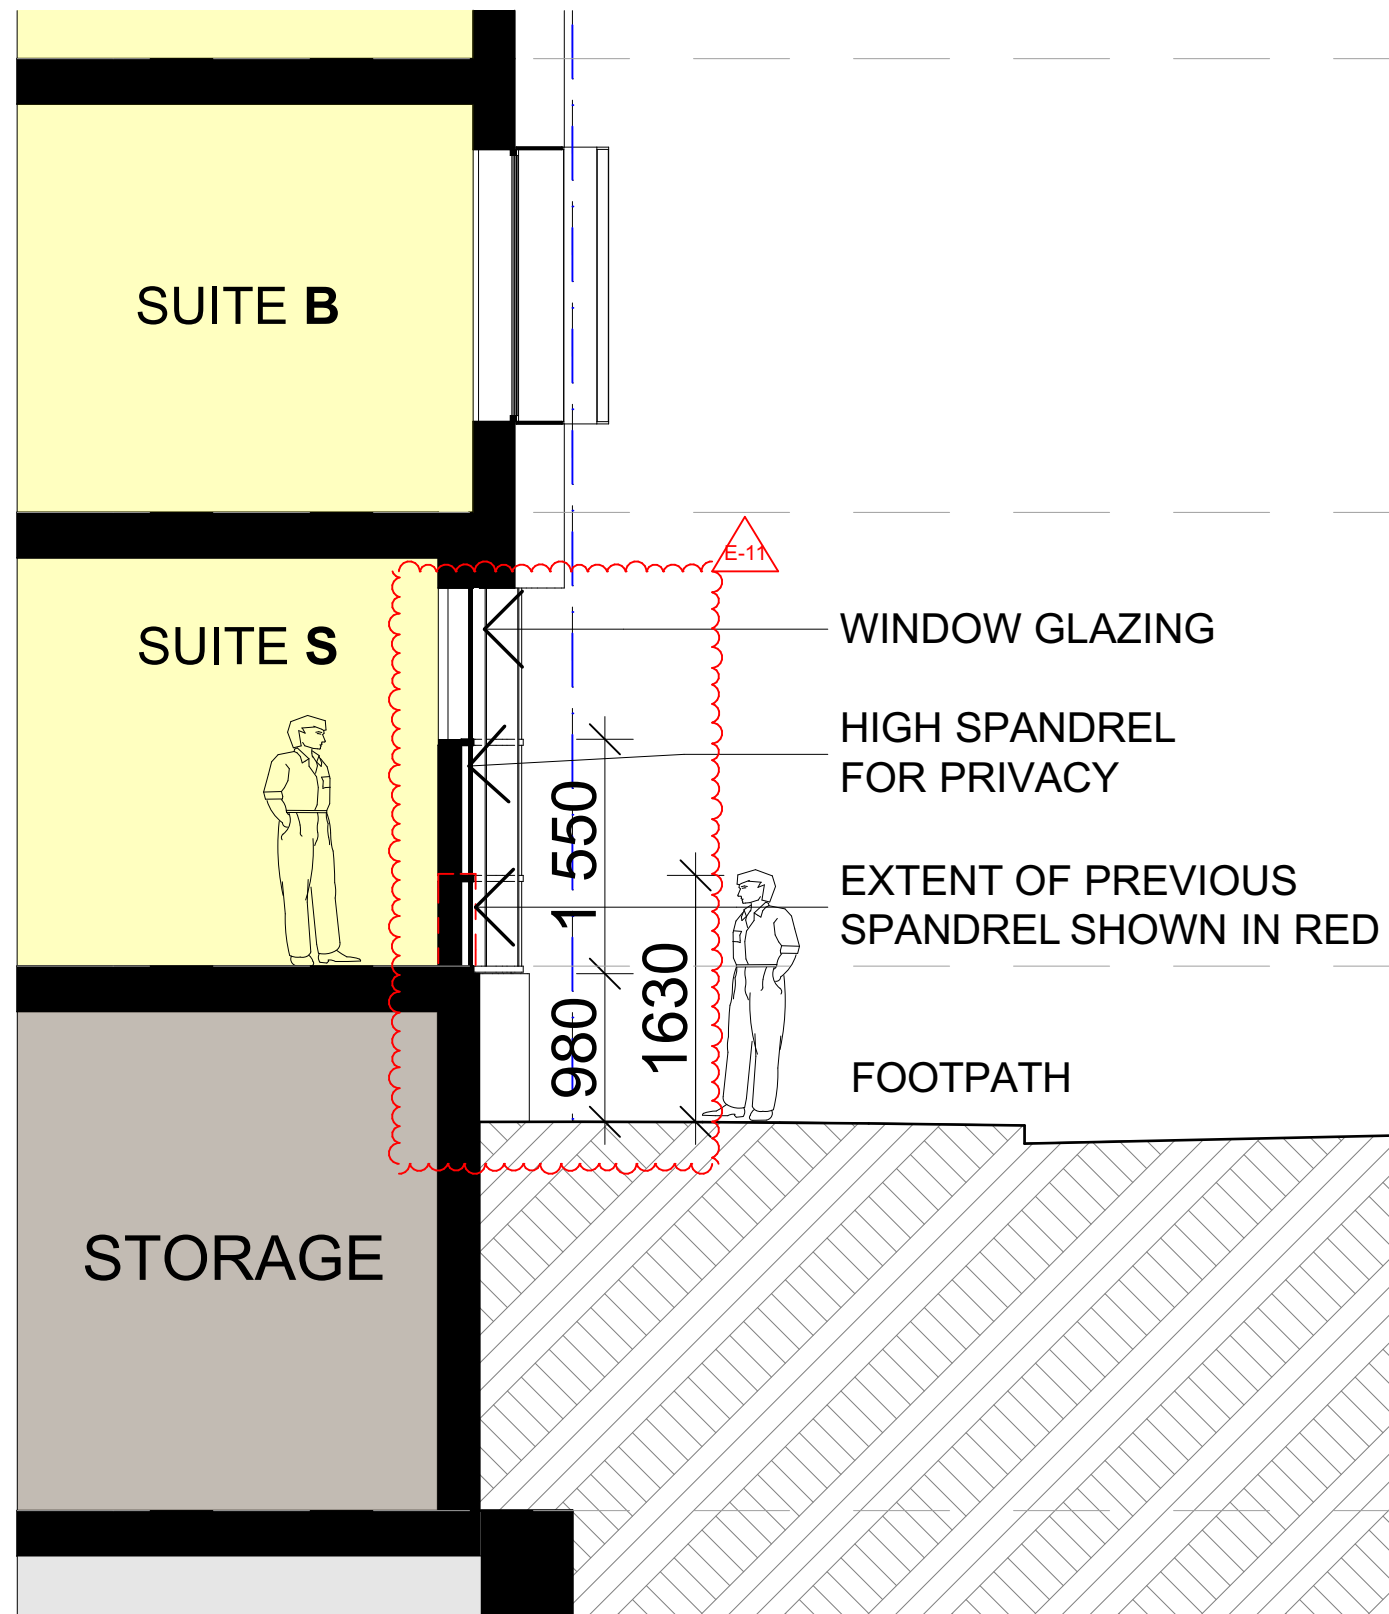 SUITE B
E-11
SUITE S
WINDOW GLAZING
HIGH SPANDREL
FOR PRIVACY
1 550
EXTENT OF PREVIOUS
SPANDREL SHOWN IN RED
980
1630
FOOTPATH
STORAGE